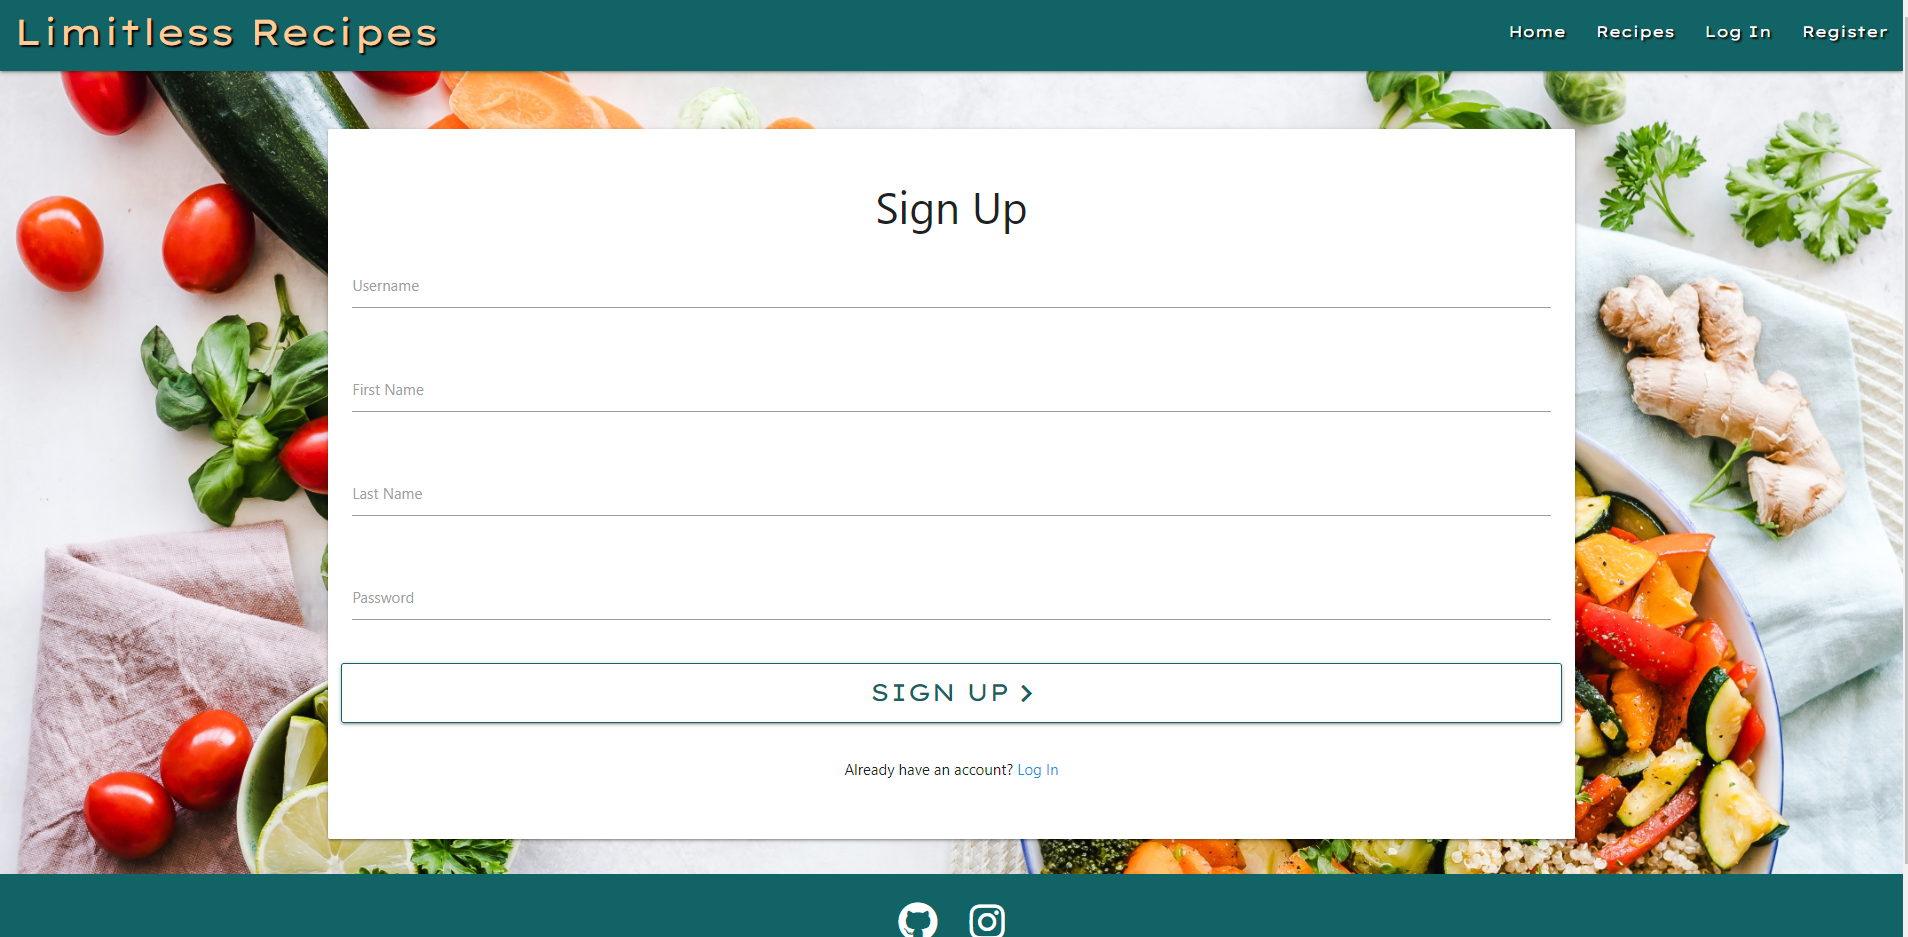 Limitless Recipes
Home Recipes Log In Register
Sign Up
Username
First Name
Last Name
Password
SIGN UP
Already have an account? Log In